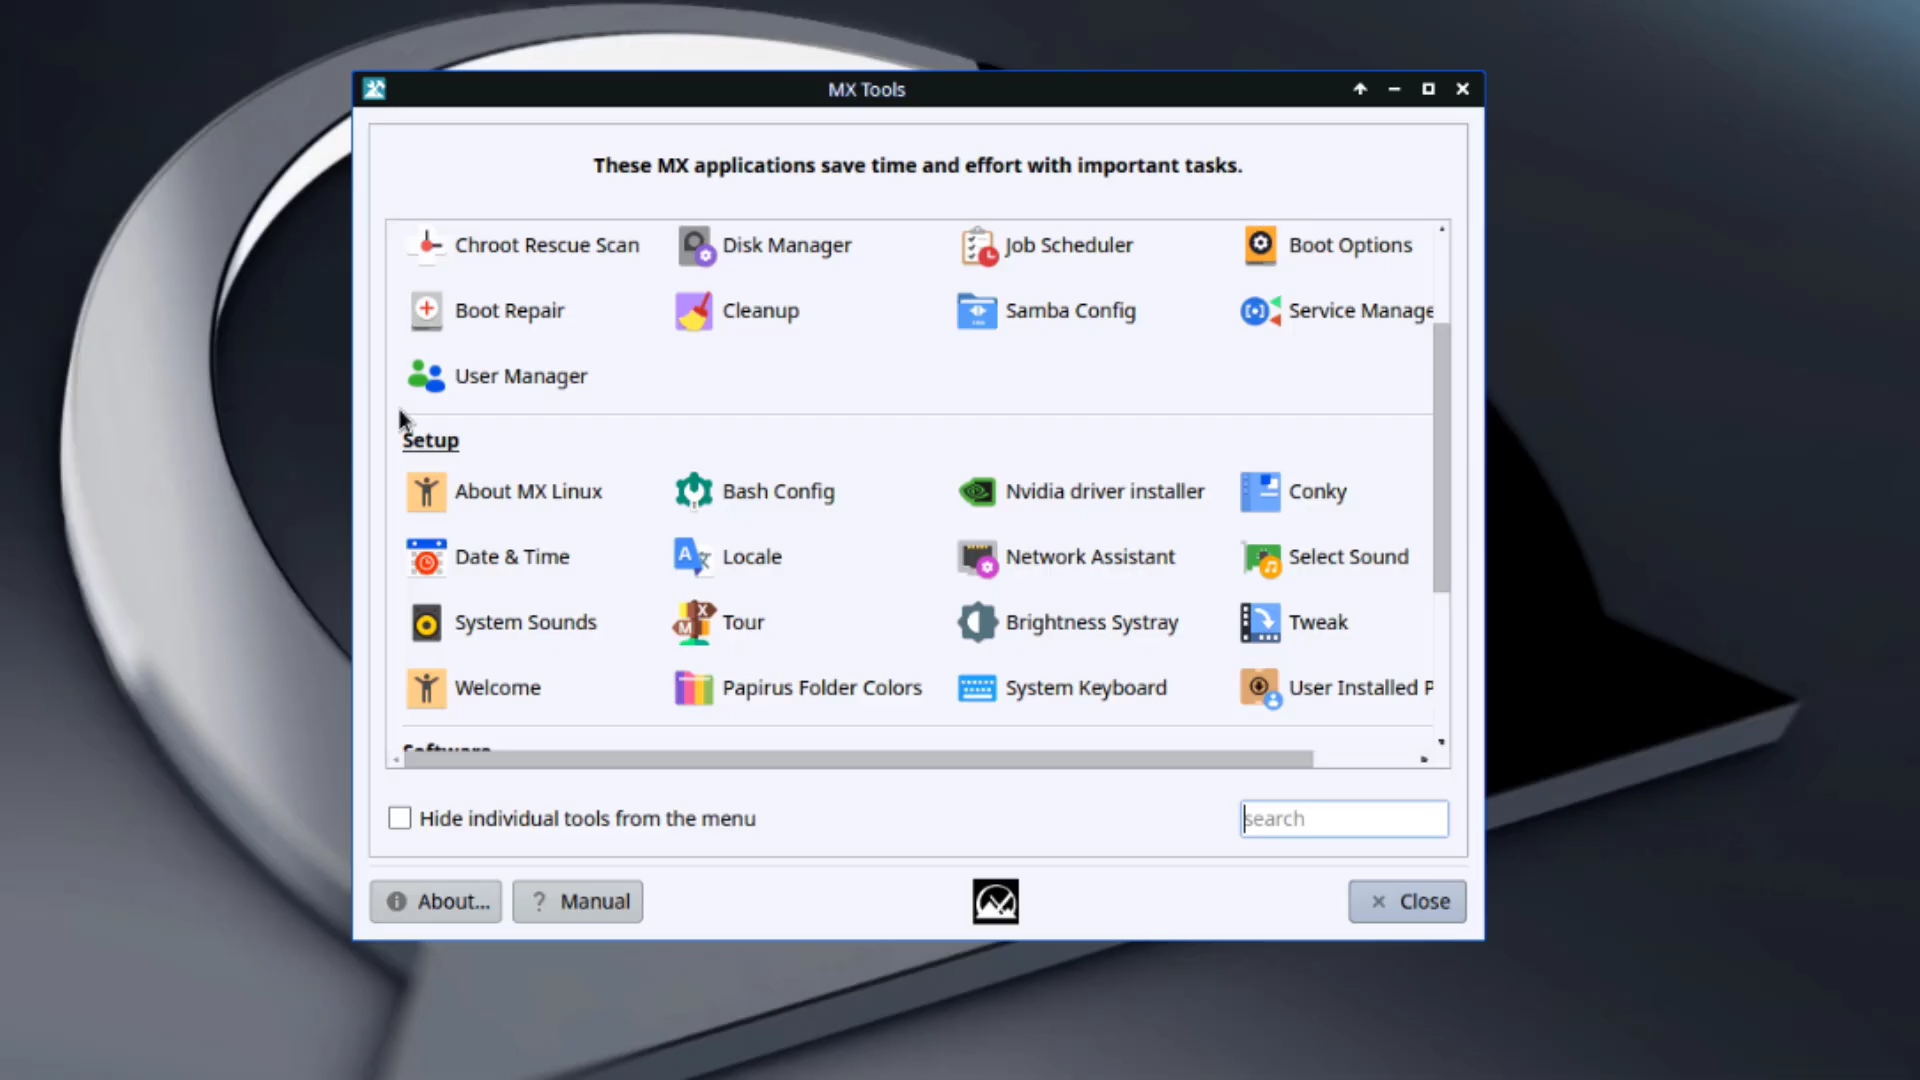 MX Tools
These MX applications save time and effort with important tasks.
Chroot Rescue Scan Disk Manager Job Scheduler Boot Options
Boot Repair Cleanup Samba Config Service Manage
User Manager
Setup
About MX Linux Bash Config Nvidia driver installer Conky
Date & Time Locale Network Assistant Select Sound
System Sounds Tour Brightness Systray Tweak
Welcome Papirus Folder Colors System Keyboard User Installed P
Software
Hide individual tools from the menu search
About... ? Manual Close